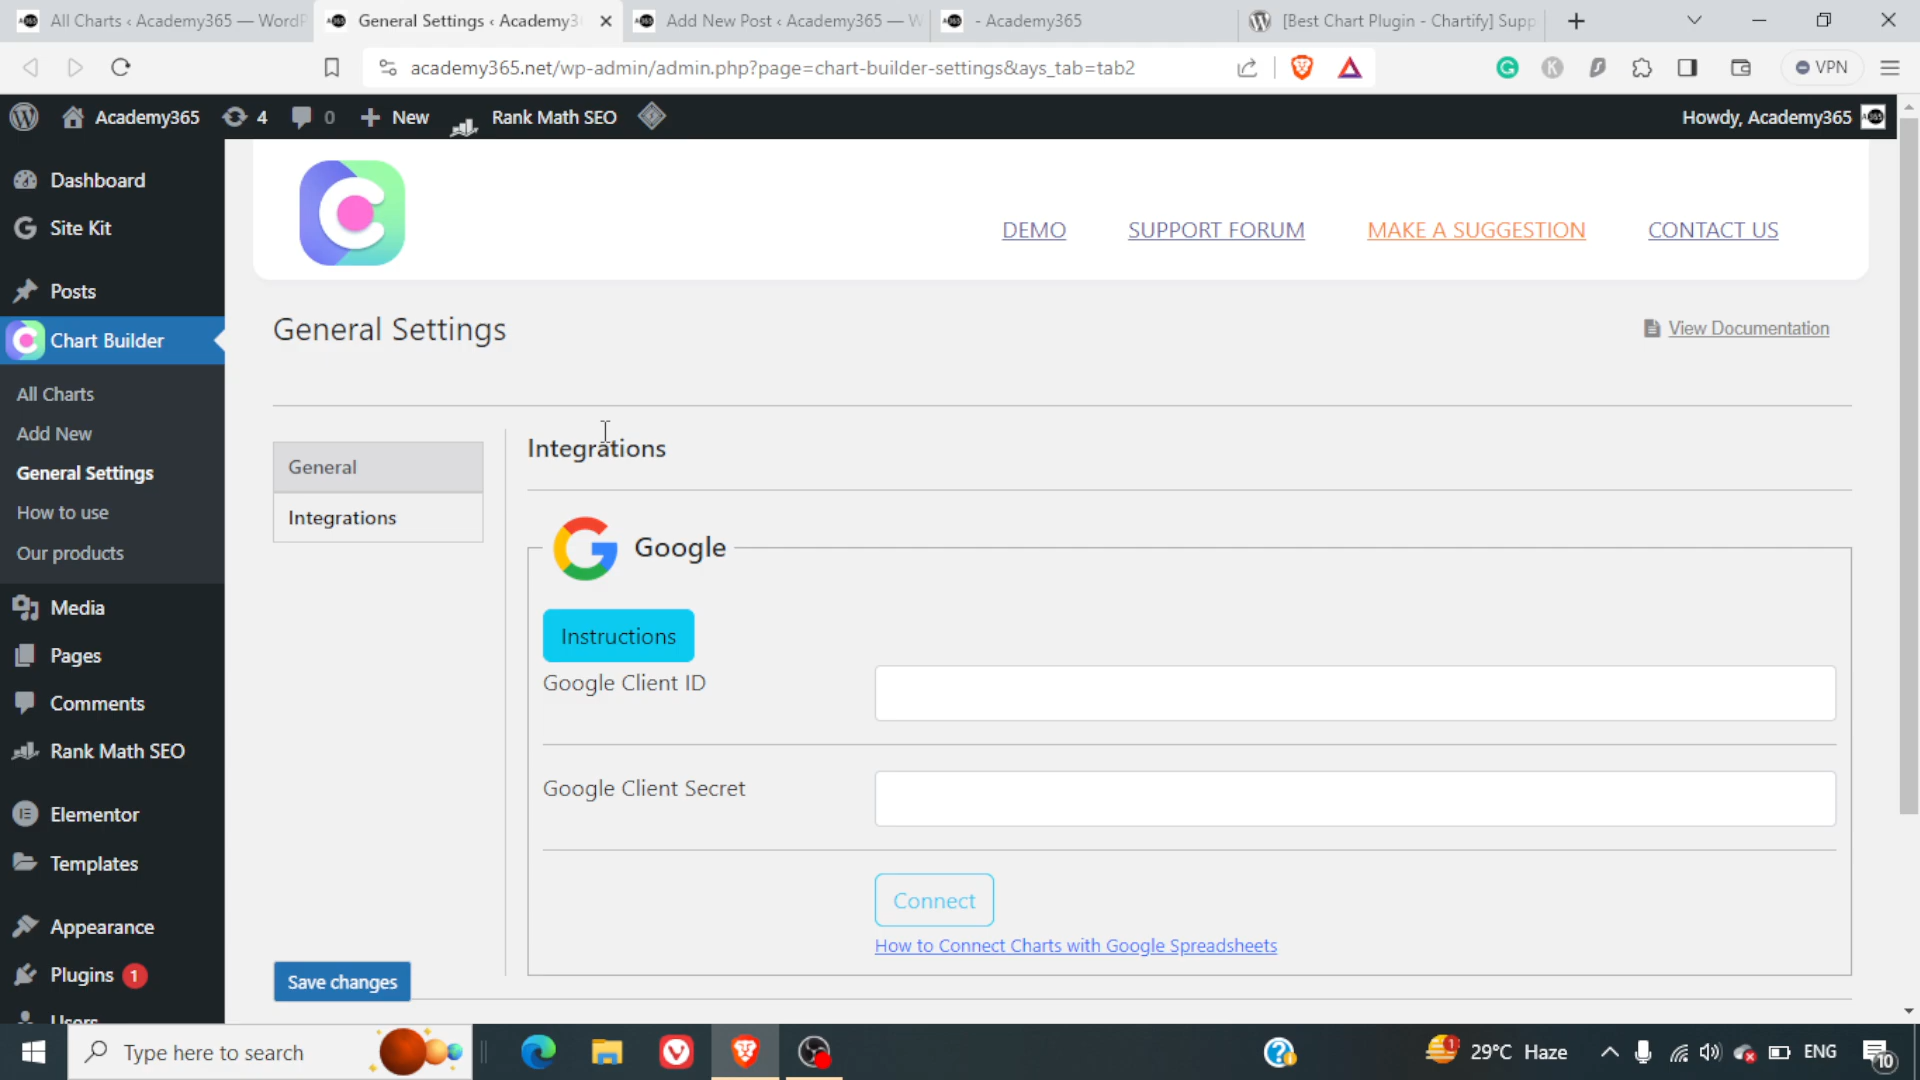 All Charts ‹ Academy365 — WordP
General Settings ‹ Academy3
Add New Post ‹ Academy365 — W
- Academy365
[Best Chart Plugin - Chartify] Supp
academy365.net/wp-admin/admin.php?page=chart-builder-settings&ays_tab=tab2
VPN
Academy365
4
0
New
Rank Math SEO
Howdy, Academy365
Dashboard
Site Kit
Posts
Chart Builder
All Charts
Add New
General Settings
How to use
Our products
Media
Pages
Comments
Rank Math SEO
Elementor
Templates
Appearance
Plugins 1
Users
DEMO
SUPPORT FORUM
MAKE A SUGGESTION
CONTACT US
General Settings
View Documentation
General
Integrations
Integrations
Google
Instructions
Google Client ID
Google Client Secret
Connect
How to Connect Charts with Google Spreadsheets
Save changes
Type here to search
1
29°C Haze
ENG
10